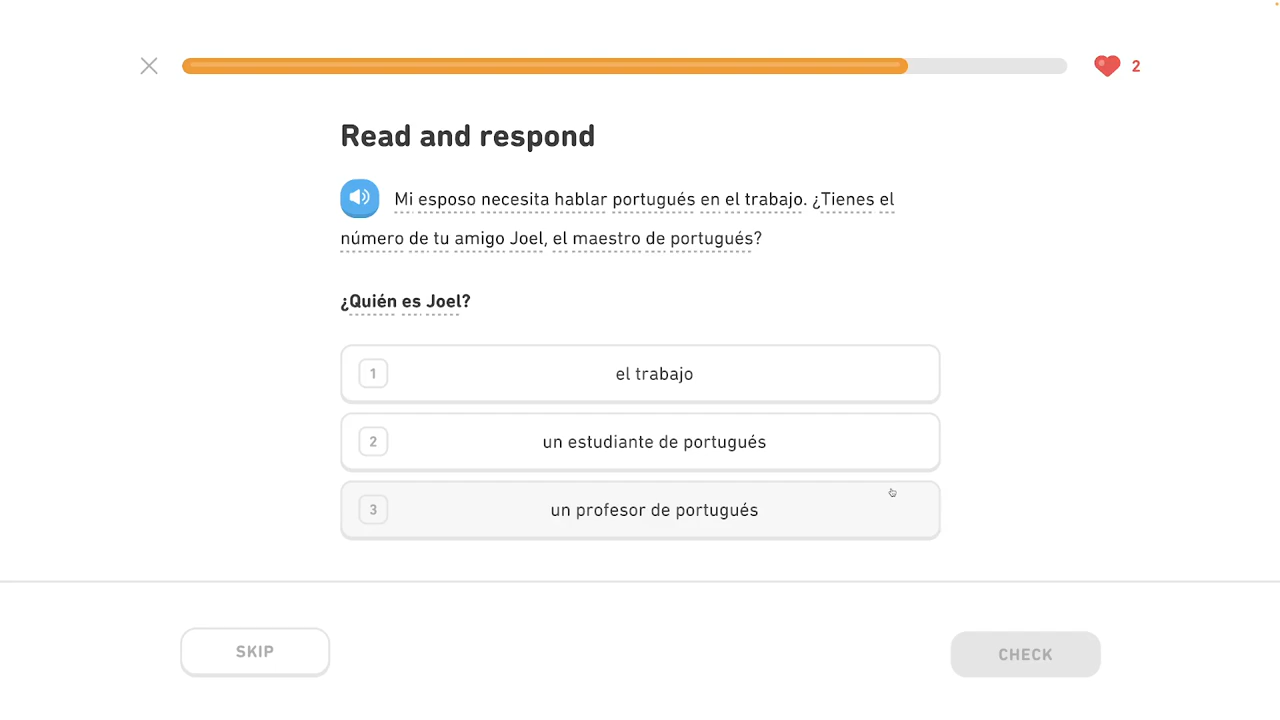 2
Read and respond
Mi esposo necesita hablar portugués en el trabajo. ¿Tienes el
número de tu amigo Joel, el maestro de portugués?
¿Quién es Joel?
1 el trabajo
2 un estudiante de portugués
3 un profesor de portugués
SKIP
CHECK